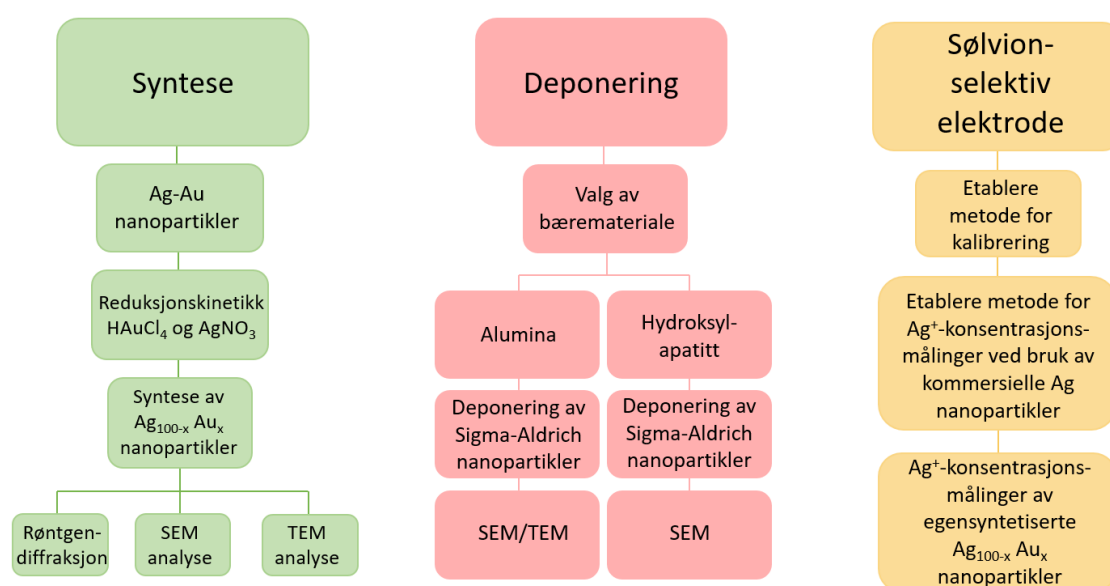 Syntese
Ag-Au
nanopartikler
Reduksjonskinetikk
HAuCl₄ og AgNO₃
Syntese av
Ag₁₀₀₋ₓ Auₓ
nanopartikler
Røntgen-
diffraksjon
SEM
analyse
TEM
analyse
Deponering
Valg av
bæremateriale
Alumina
Hydroksyl-
apatitt
Deponering av
Sigma-Aldrich
nanopartikler
Deponering av
Sigma-Aldrich
nanopartikler
SEM/TEM
SEM
Sølvion-
selektiv
elektrode
Etablere
metode for
kalibrering
Etablere metode for
Ag⁺-konsentrasjons-
målinger ved bruk av
kommersielle Ag
nanopartikler
Ag⁺-konsentrasjons-
målinger av
egensyntetiserte
Ag₁₀₀₋ₓ Auₓ
nanopartikler